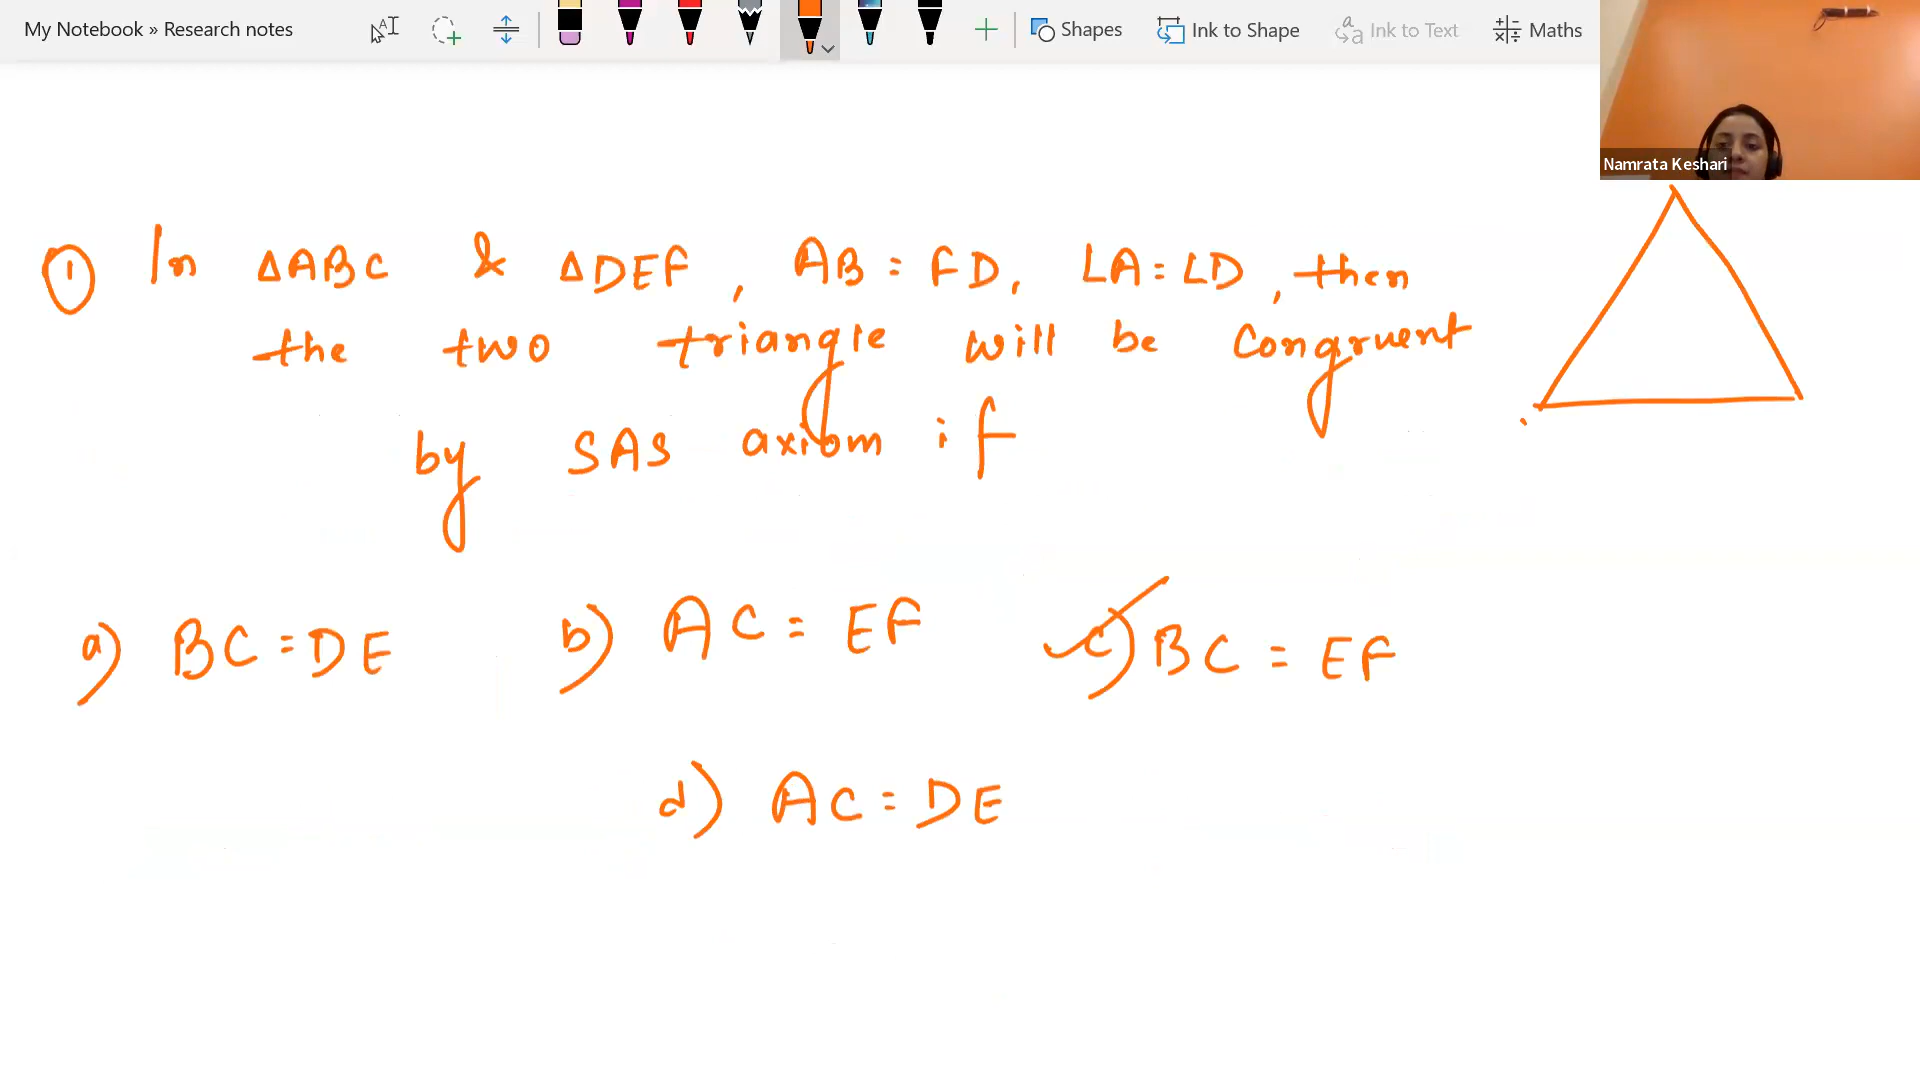 My Notebook » Research notes
Shapes
Ink to Shape
Ink to Text
Maths
Namrata Keshari
① In ΔABC & ΔDEF, AB = FD, ∠A = ∠D, then
the two triangle will be congruent
by SAS axiom if
a) BC = DE b) AC = EF c) BC = EF
d) AC = DE